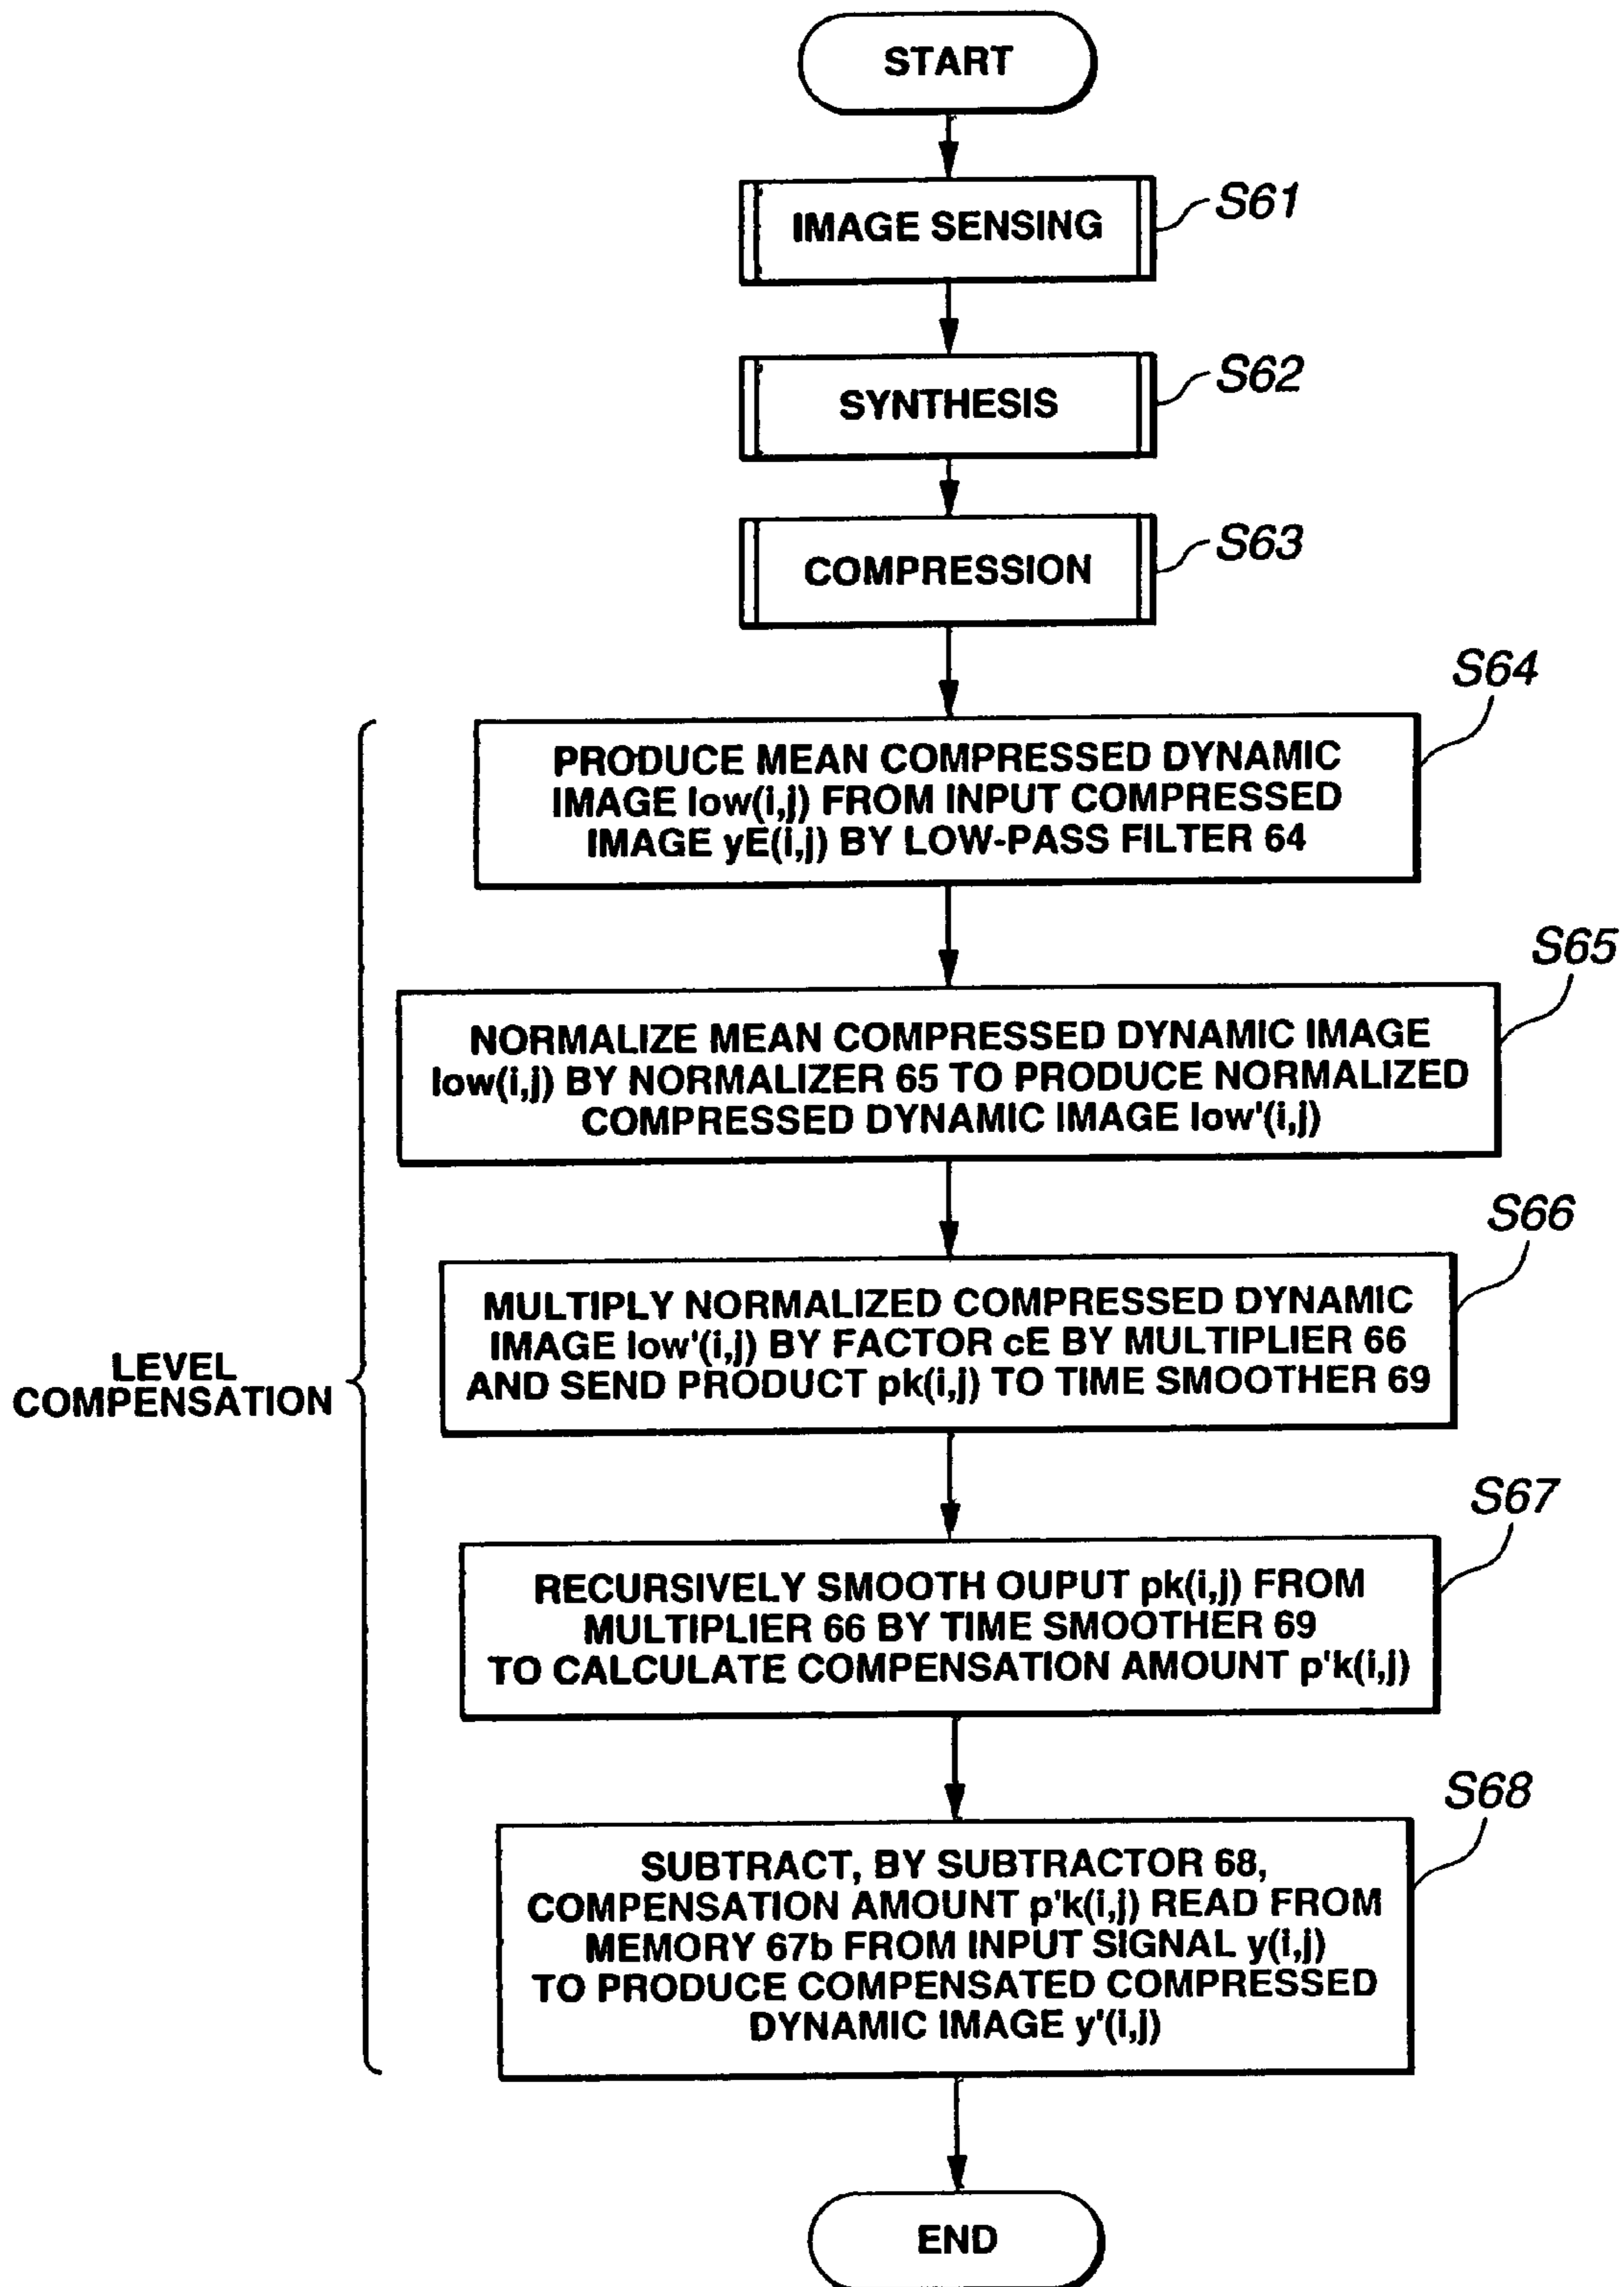 START
IMAGE SENSING
S61
SYNTHESIS
S62
COMPRESSION
S63
S64
PRODUCE MEAN COMPRESSED DYNAMIC
IMAGE low(i,j) FROM INPUT COMPRESSED
IMAGE yE(i,j) BY LOW-PASS FILTER 64
S65
NORMALIZE MEAN COMPRESSED DYNAMIC IMAGE
low(i,j) BY NORMALIZER 65 TO PRODUCE NORMALIZED
COMPRESSED DYNAMIC IMAGE low'(i,j)
S66
MULTIPLY NORMALIZED COMPRESSED DYNAMIC
IMAGE low'(i,j) BY FACTOR cE BY MULTIPLIER 66
AND SEND PRODUCT pk(i,j) TO TIME SMOOTHER 69
LEVEL
COMPENSATION
S67
RECURSIVELY SMOOTH OUPUT pk(i,j) FROM
MULTIPLIER 66 BY TIME SMOOTHER 69
TO CALCULATE COMPENSATION AMOUNT p'k(i,j)
S68
SUBTRACT, BY SUBTRACTOR 68,
COMPENSATION AMOUNT p'k(i,j) READ FROM
MEMORY 67b FROM INPUT SIGNAL y(i,j)
TO PRODUCE COMPENSATED COMPRESSED
DYNAMIC IMAGE y'(i,j)
END